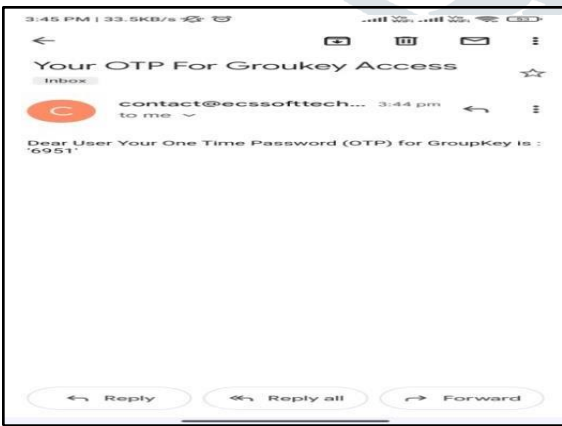 3:45 PM | 33.5KB/s
Your OTP For Groukey Access
Inbox
C
contact@ecssofttech... 3:44 pm
to me
Dear User Your One Time Password (OTP) for GroupKey is :
'6951'
Reply
Reply all
Forward